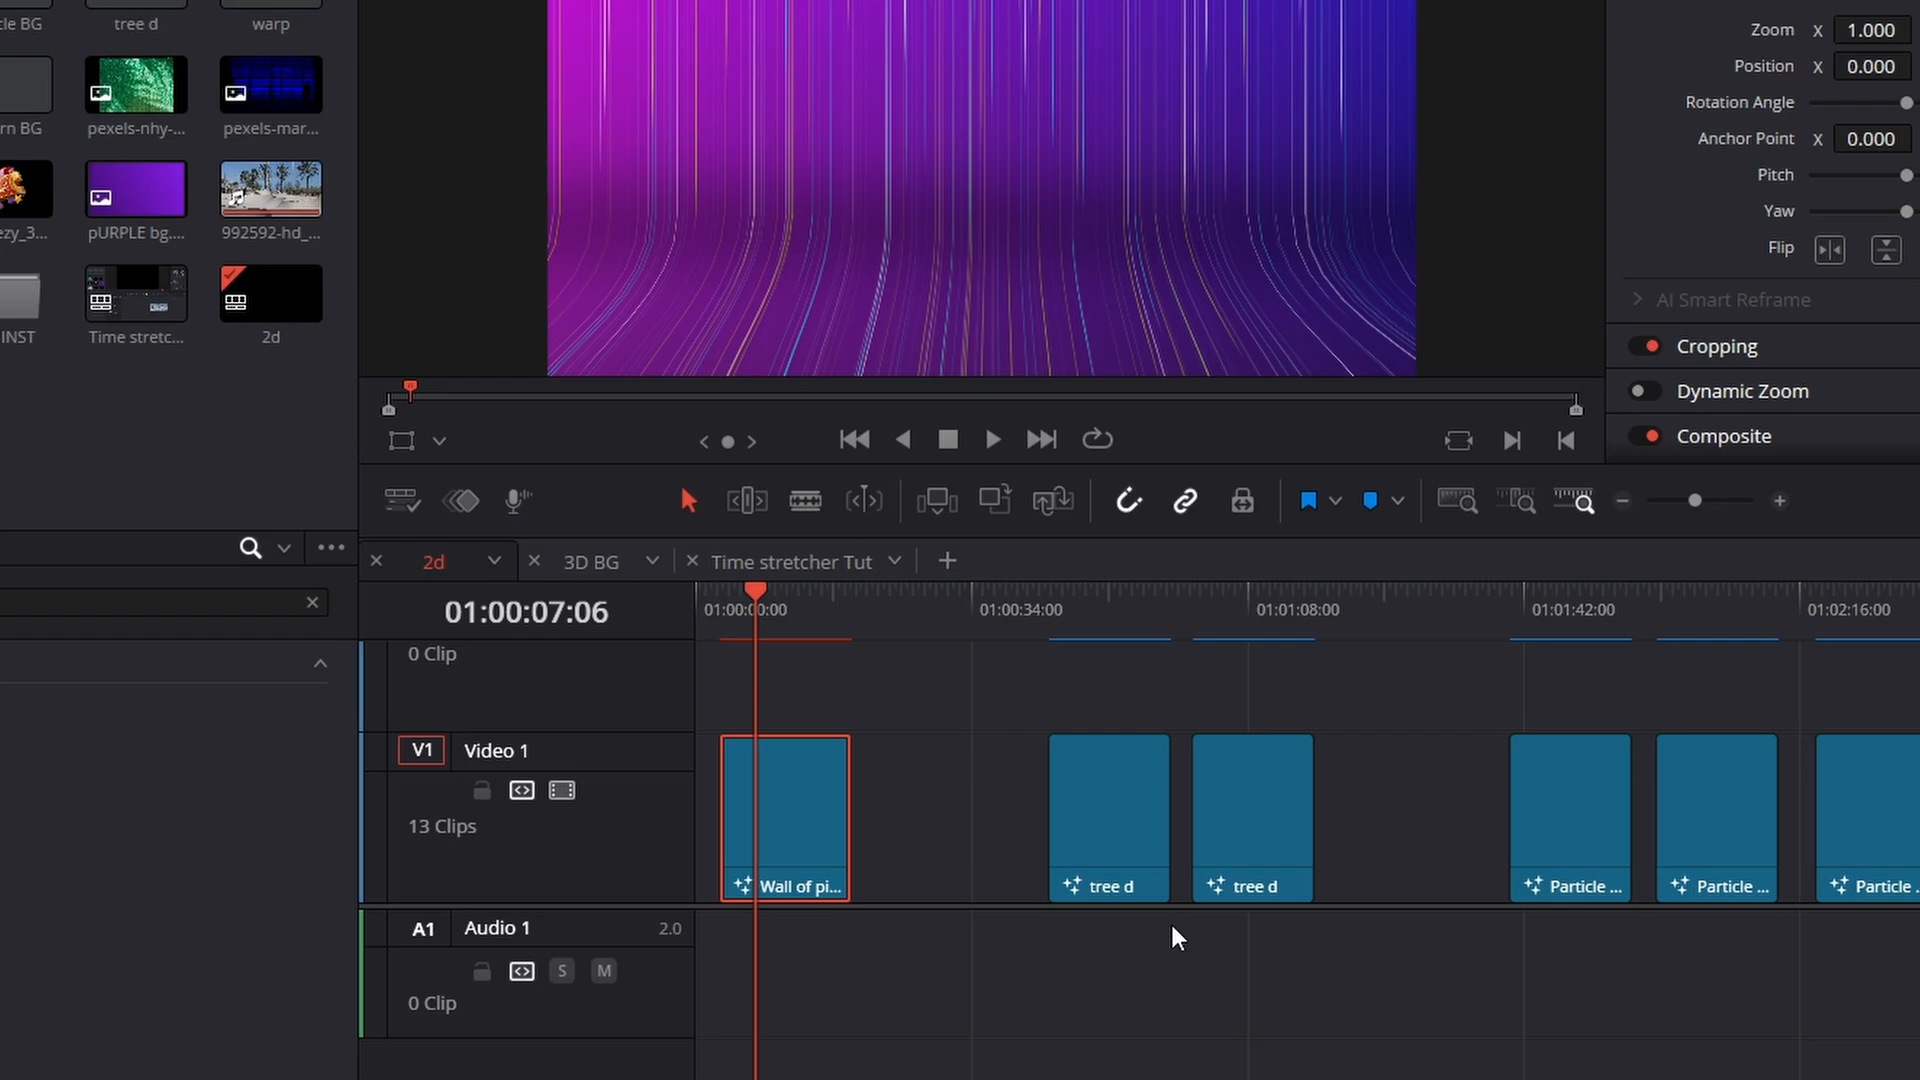 cle BG
tree d
warp
rn BG
pexels-nhy-...
pexels-mar...
ezy_3...
pURPLE bg....
992592-hd_...
INST
Time stretc...
2d
Zoom X 1.000
Position X 0.000
Rotation Angle
Anchor Point X 0.000
Pitch
Yaw
Flip
AI Smart Reframe
Cropping
Dynamic Zoom
Composite
2d
3D BG
Time stretcher Tut
01:00:07:06
01:00:00:00
01:00:34:00
01:01:08:00
01:01:42:00
01:02:16:00
0 Clip
V1 Video 1
13 Clips
Wall of pi...
tree d
tree d
Particle ...
Particle ...
Particle .
A1 Audio 1 2.0
S M
0 Clip